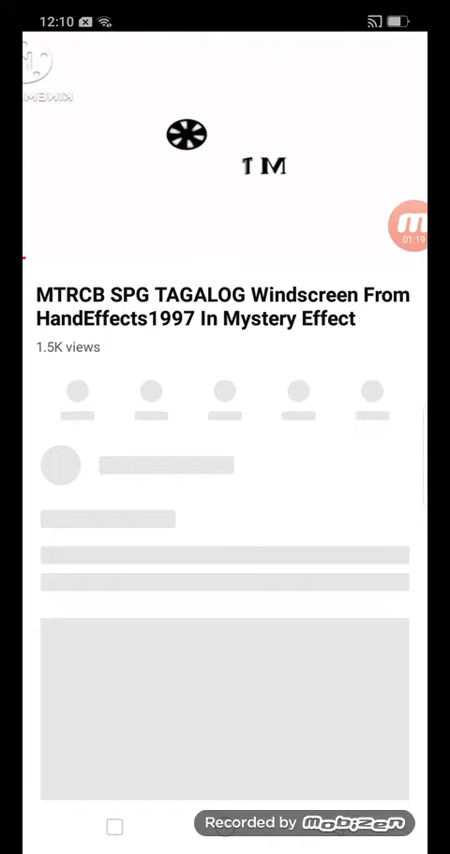 12:10
1 M
01:19
MTRCB SPG TAGALOG Windscreen From
HandEffects1997 In Mystery Effect
1.5K views
Recorded by mobizen